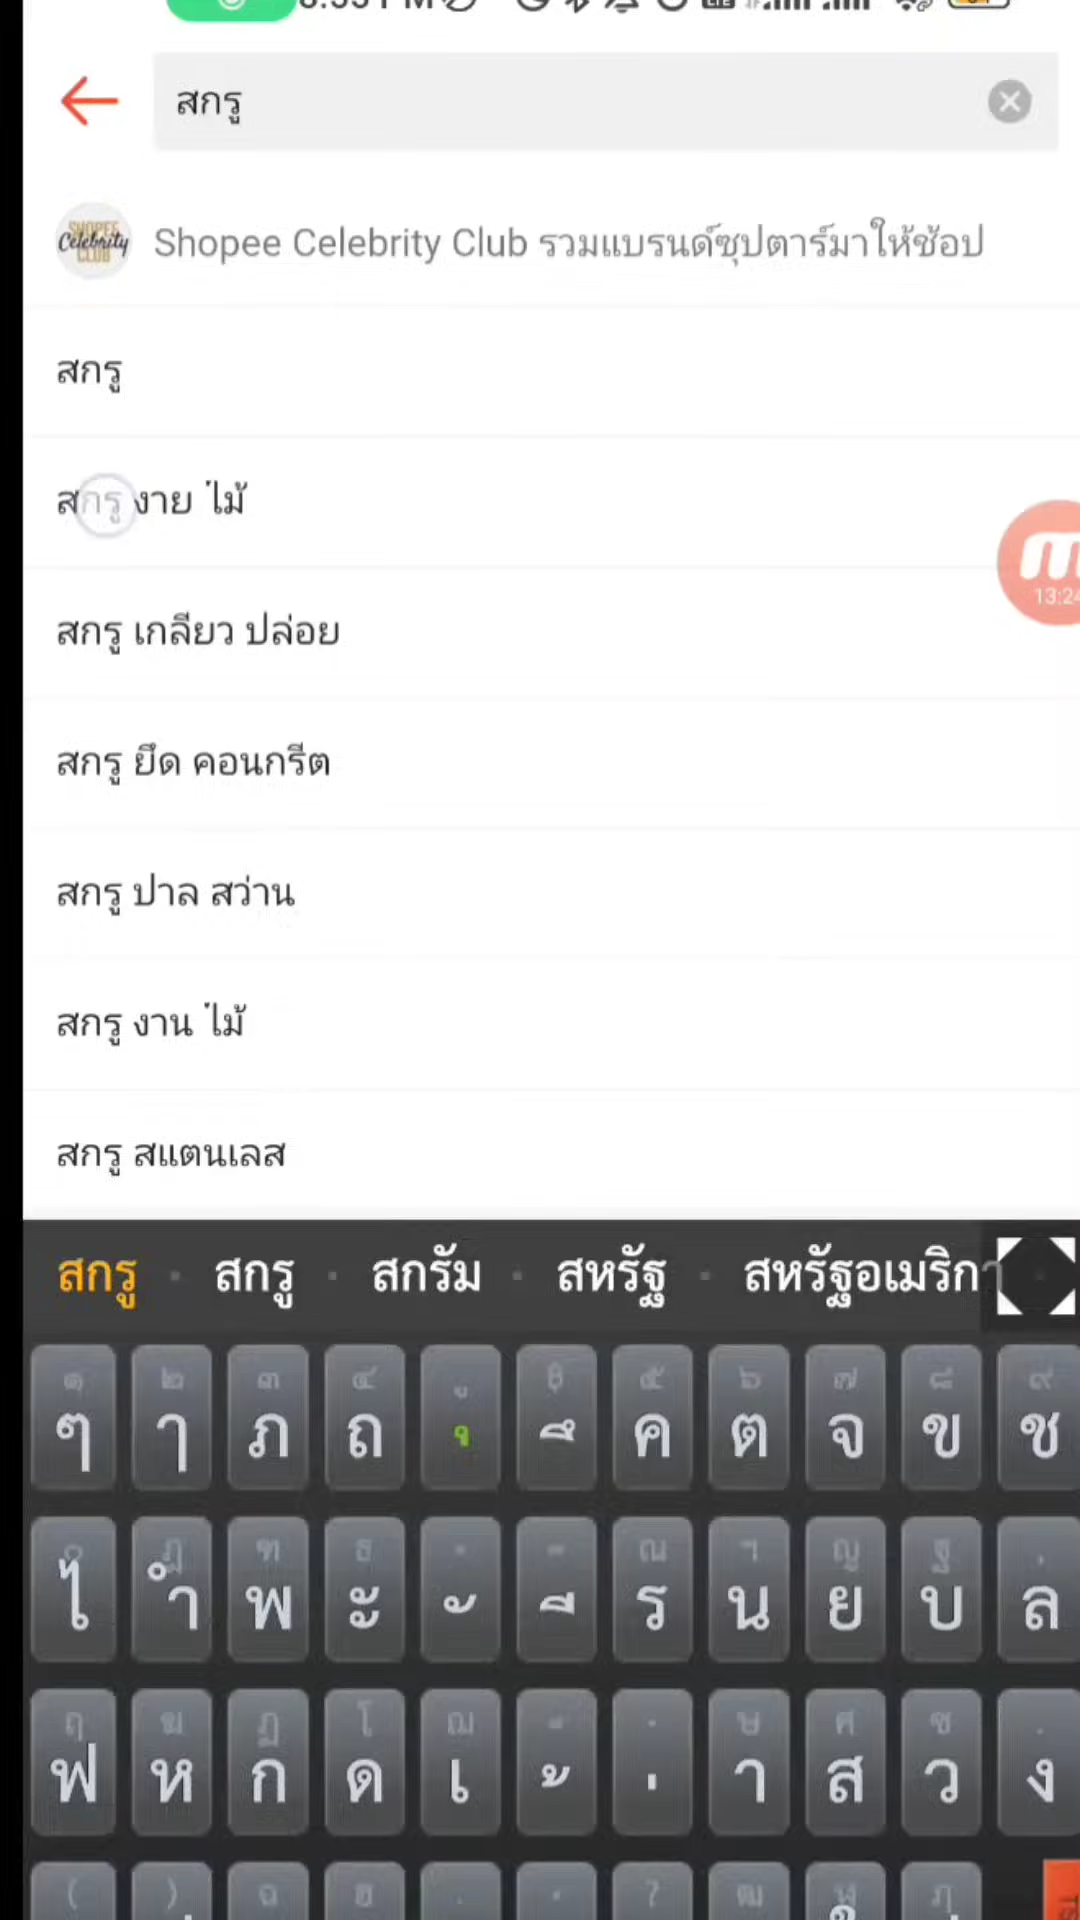 สกรู
SHOPEE Celebrity CLUB
Shopee Celebrity Club รวมแบรนด์ซุปตาร์มาให้ช้อป
สกรู
สกรู งาย ไม้
สกรู เกลียว ปล่อย
13:24
สกรู ยึด คอนกรีต
สกรู ปาล สว่าน
สกรู งาน ไม้
สกรู สแตนเลส
สกรู สกรู สกรัม สหรัฐ สหรัฐอเมริกา
ๆ ๅ ภ ถ ุ ึ ค ต จ ข ช
ไ ำ พ ะ ั ี ร น ย บ ล
ฟ ห ก ด เ ้ ่ า ส ว ง